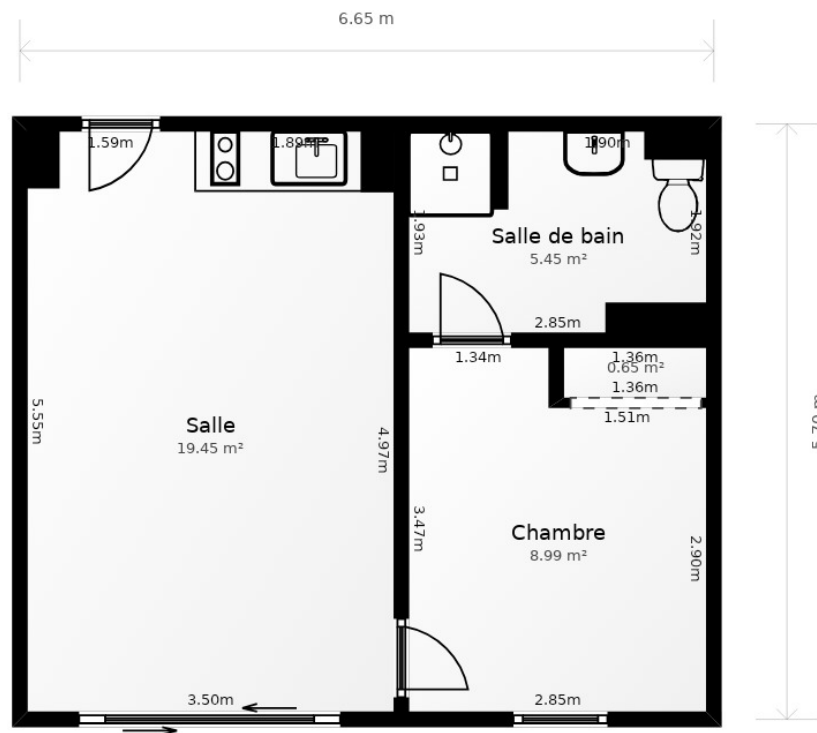 6.65 m
1.59m
1.89m
1.90m
1.93m
1.92m
Salle de bain
5.45 m²
2.85m
1.34m
1.36m
0.65 m²
1.36m
1.51m
5.55m
Salle
19.45 m²
4.97m
3.47m
Chambre
8.99 m²
2.90m
3.50m
2.85m